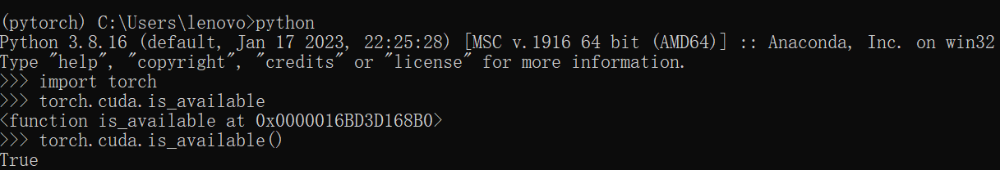 (pytorch) C:\Users\lenovo>python
Python 3.8.16 (default, Jan 17 2023, 22:25:28) [MSC v.1916 64 bit (AMD64)] :: Anaconda, Inc. on win32
Type "help", "copyright", "credits" or "license" for more information.
>>> import torch
>>> torch.cuda.is_available
<function is_available at 0x0000016BD3D168B0>
>>> torch.cuda.is_available()
True